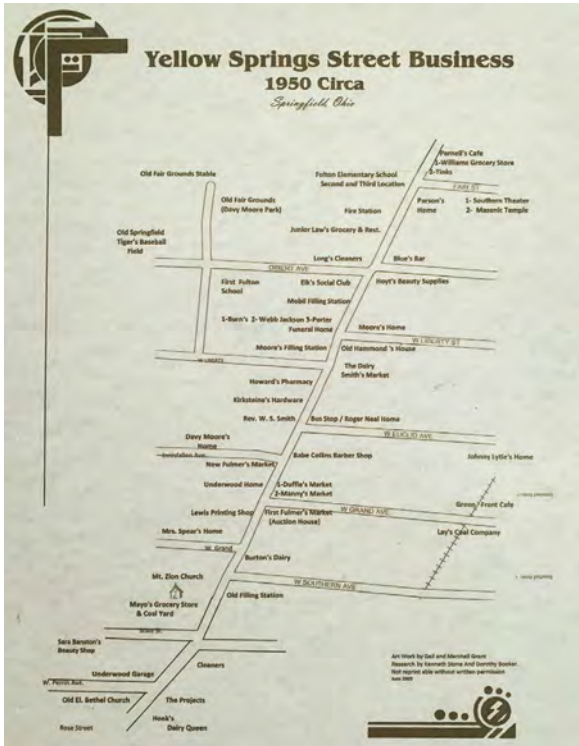 Yellow Springs Street Business
1950 Circa
Springfield, Ohio
Parnell's Cafe
1-Williams Grocery Store
2-Yinks
Old Fair Grounds Stable
Fulton Elementary School
Second and Third Location
FAIR ST
Old Fair Grounds
(Davy Moore Park)
Parson's
Home
1- Southern Theater
2- Masonic Temple
Fire Station
Old Springfield
Tiger's Baseball
Field
Junior Law's Grocery & Rest.
Long's Cleaners
Blue's Bar
First Fulton
School
Elk's Social Club
Hoyt's Beauty Supplies
Mobil Filling Station
1-Burn's 2- Webb Jackson 3-Porter
Funeral Home
Moore's Home
W LIBERTY ST
Moore's Filling Station
Old Hammond 's House
The Dairy
Smith's Market
Howard's Pharmacy
Kirksteine's Hardware
Rev. W. S. Smith
Bus Stop / Roger Neal Home
W EUCLID AVE
Davy Moore's
Home
New Fulmer's Market
Babe Collins Barber Shop
Johnny Lytle's Home
Underwood Home
1-Duffie's Market
2-Manny's Market
Lewis Printing Shop
First Fulmer's Market
(Auction House)
W GRAND AVE
Green Front Cafe
Mrs. Spear's Home
Lay's Coal Company
W. Grand
Burton's Dairy
Mt. Zion Church
W SOUTHERN AVE
Mayo's Grocery Store
& Coal Yard
Old Filling Station
Sara Banston's
Beauty Shop
Cleaners
Underwood Garage
W. Perrin Ave.
Old El. Bethel Church
The Projects
Rose Street
Hook's
Dairy Queen
Art Work by Gail and Marshall Grant
Research by Kenneth Stone And Dorothy Booker
Not reprint able without written permission
June 2003